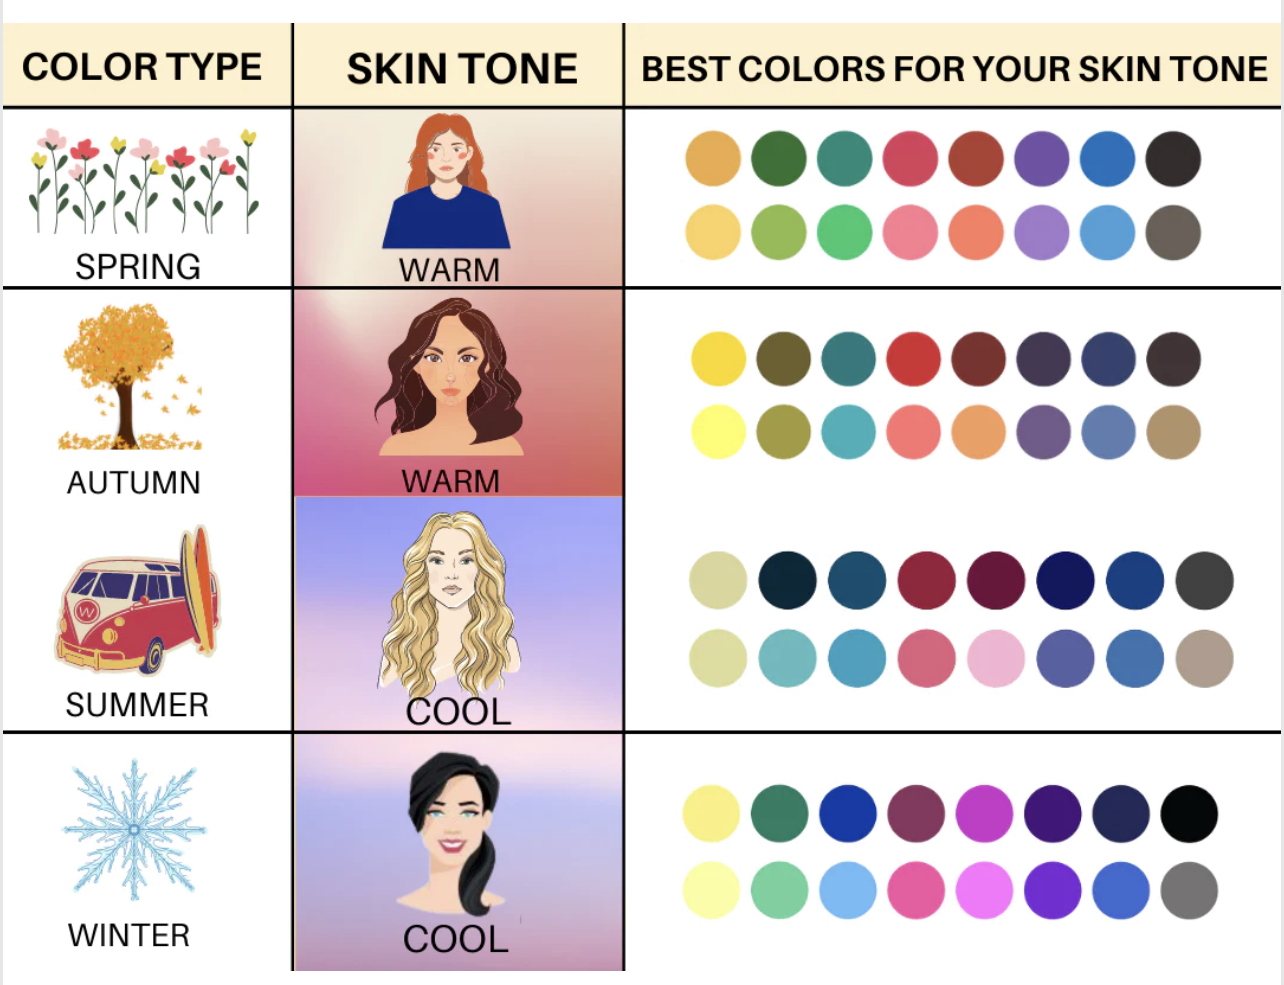 COLOR TYPE
SKIN TONE
BEST COLORS FOR YOUR SKIN TONE
SPRING
WARM
AUTUMN
WARM
W
SUMMER
COOL
WINTER
COOL